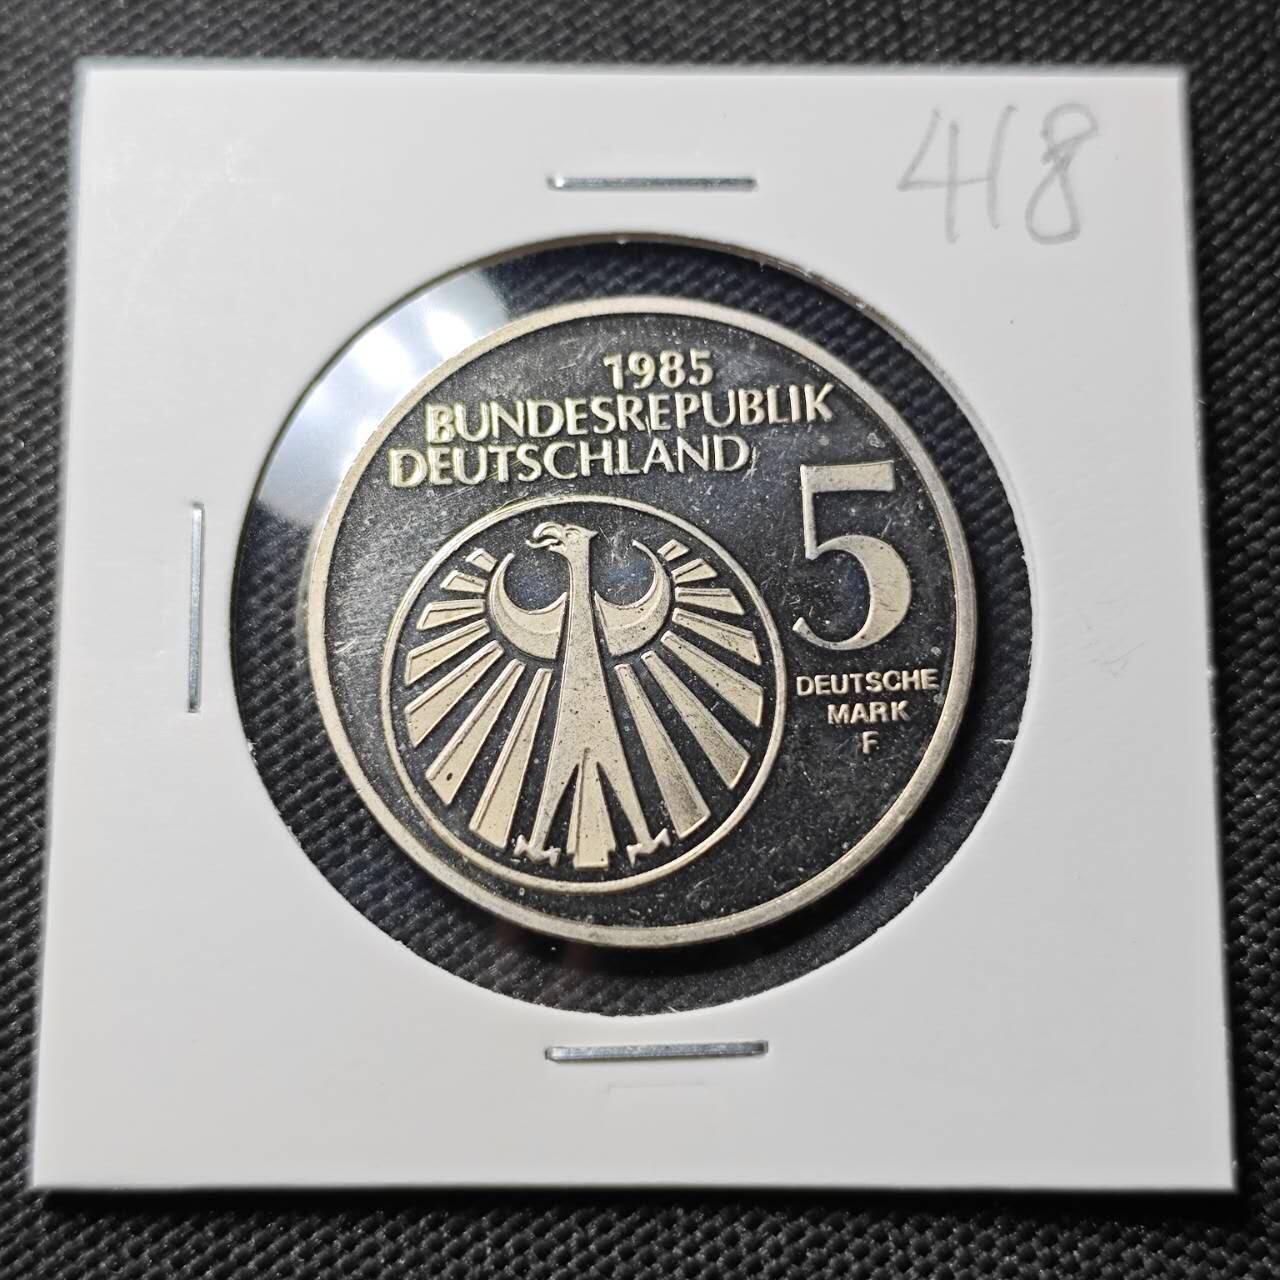 418
1985
BUNDESREPUBLIK
DEUTSCHLAND
5
DEUTSCHE
MARK
F